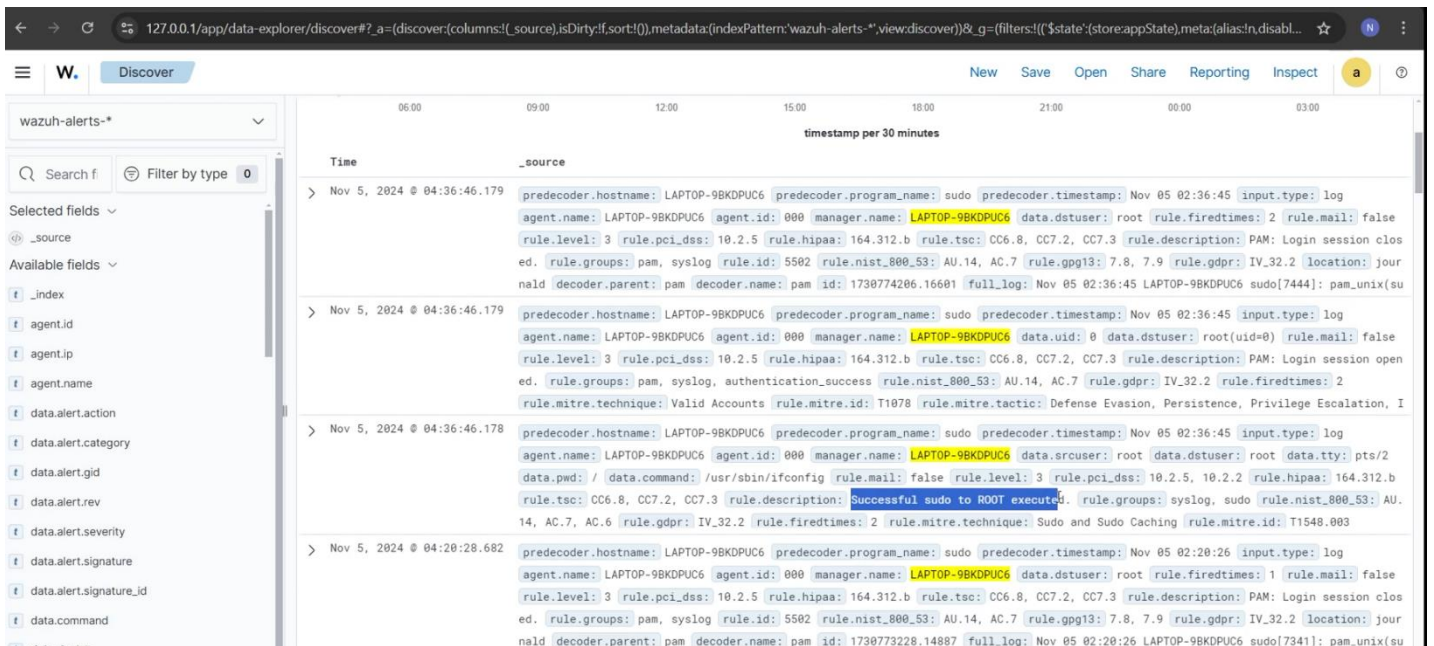 127.0.0.1/app/data-explorer/discover#?_a=(discover:(columns:!(_source),isDirty:!f,sort:!()),metadata:(indexPattern:'wazuh-alerts-*',view:discover))&_g=(filters:!(('$state':(store:appState),meta:(alias:!n,disabl... N
W. Discover New Save Open Share Reporting Inspect a
wazuh-alerts-*
06:00 09:00 12:00 15:00 18:00 21:00 00:00 03:00
timestamp per 30 minutes
Search fi Filter by type 0
Selected fields
_source
Available fields
t _index
t agent.id
t agent.ip
t agent.name
t data.alert.action
t data.alert.category
t data.alert.gid
t data.alert.rev
t data.alert.severity
t data.alert.signature
t data.alert.signature_id
t data.command
Time _source
Nov 5, 2024 @ 04:36:46.179 predecoder.hostname: LAPTOP-9BKDPUC6 predecoder.program_name: sudo predecoder.timestamp: Nov 05 02:36:45 input.type: log
agent.name: LAPTOP-9BKDPUC6 agent.id: 000 manager.name: LAPTOP-9BKDPUC6 data.dstuser: root rule.firedtimes: 2 rule.mail: false
rule.level: 3 rule.pci_dss: 10.2.5 rule.hipaa: 164.312.b rule.tsc: CC6.8, CC7.2, CC7.3 rule.description: PAM: Login session clos
ed. rule.groups: pam, syslog rule.id: 5502 rule.nist_800_53: AU.14, AC.7 rule.gpg13: 7.8, 7.9 rule.gdpr: IV_32.2 location: jour
nald decoder.parent: pam decoder.name: pam id: 1730774206.16601 full_log: Nov 05 02:36:45 LAPTOP-9BKDPUC6 sudo[7444]: pam_unix(su
Nov 5, 2024 @ 04:36:46.179 predecoder.hostname: LAPTOP-9BKDPUC6 predecoder.program_name: sudo predecoder.timestamp: Nov 05 02:36:45 input.type: log
agent.name: LAPTOP-9BKDPUC6 agent.id: 000 manager.name: LAPTOP-9BKDPUC6 data.uid: 0 data.dstuser: root(uid=0) rule.mail: false
rule.level: 3 rule.pci_dss: 10.2.5 rule.hipaa: 164.312.b rule.tsc: CC6.8, CC7.2, CC7.3 rule.description: PAM: Login session open
ed. rule.groups: pam, syslog, authentication_success rule.nist_800_53: AU.14, AC.7 rule.gdpr: IV_32.2 rule.firedtimes: 2
rule.mitre.technique: Valid Accounts rule.mitre.id: T1078 rule.mitre.tactic: Defense Evasion, Persistence, Privilege Escalation, I
Nov 5, 2024 @ 04:36:46.178 predecoder.hostname: LAPTOP-9BKDPUC6 predecoder.program_name: sudo predecoder.timestamp: Nov 05 02:36:45 input.type: log
agent.name: LAPTOP-9BKDPUC6 agent.id: 000 manager.name: LAPTOP-9BKDPUC6 data.srcuser: root data.dstuser: root data.tty: pts/2
data.pwd: / data.command: /usr/sbin/ifconfig rule.mail: false rule.level: 3 rule.pci_dss: 10.2.5, 10.2.2 rule.hipaa: 164.312.b
rule.tsc: CC6.8, CC7.2, CC7.3 rule.description: Successful sudo to ROOT executed. rule.groups: syslog, sudo rule.nist_800_53: AU.
14, AC.7, AC.6 rule.gdpr: IV_32.2 rule.firedtimes: 2 rule.mitre.technique: Sudo and Sudo Caching rule.mitre.id: T1548.003
Nov 5, 2024 @ 04:20:28.682 predecoder.hostname: LAPTOP-9BKDPUC6 predecoder.program_name: sudo predecoder.timestamp: Nov 05 02:20:26 input.type: log
agent.name: LAPTOP-9BKDPUC6 agent.id: 000 manager.name: LAPTOP-9BKDPUC6 data.dstuser: root rule.firedtimes: 1 rule.mail: false
rule.level: 3 rule.pci_dss: 10.2.5 rule.hipaa: 164.312.b rule.tsc: CC6.8, CC7.2, CC7.3 rule.description: PAM: Login session clos
ed. rule.groups: pam, syslog rule.id: 5502 rule.nist_800_53: AU.14, AC.7 rule.gpg13: 7.8, 7.9 rule.gdpr: IV_32.2 location: jour
nald decoder.parent: pam decoder.name: pam id: 1730773228.14887 full_log: Nov 05 02:20:26 LAPTOP-9BKDPUC6 sudo[7341]: pam_unix(su